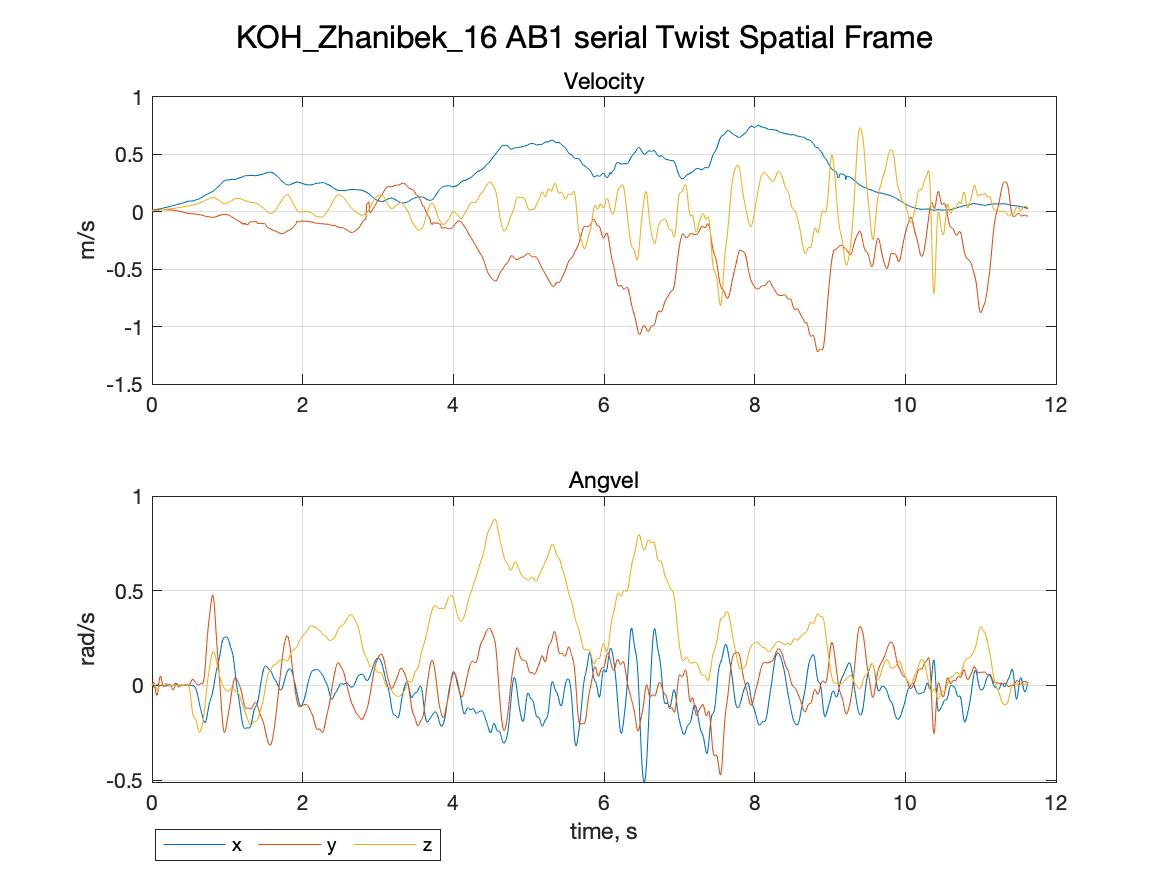 KOH_Zhanibek_16 AB1 serial Twist Spatial Frame
Velocity
1
0.5
0
-0.5
-1
-1.5
m/s
0 2 4 6 8 10 12
Angvel
1
0.5
0
-0.5
rad/s
0 2 4 6 8 10 12
time, s
x y z